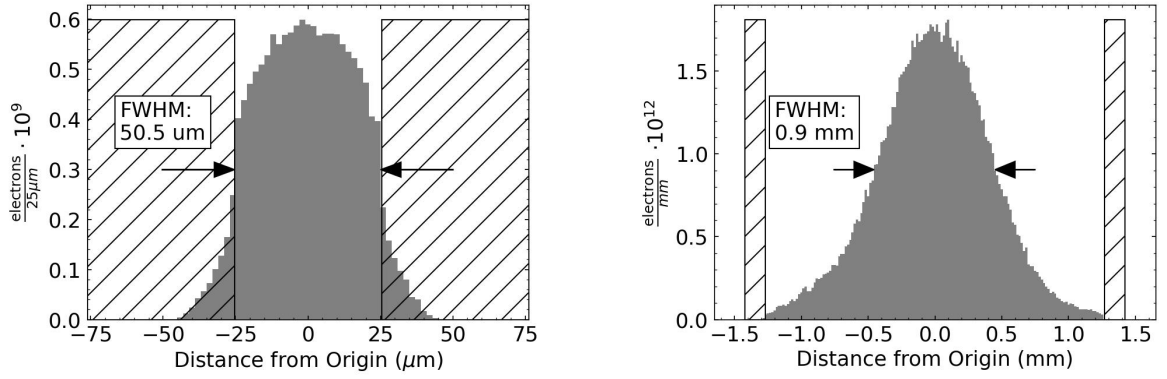 0.6
0.5
0.4
0.3
0.2
0.1
0.0
electrons
25μm
· 10^9
FWHM:
50.5 um
−75 −50 −25 0 25 50 75
Distance from Origin (μm)
1.5
1.0
0.5
0.0
electrons
mm
·10^12
FWHM:
0.9 mm
−1.5 −1.0 −0.5 0.0 0.5 1.0 1.5
Distance from Origin (mm)